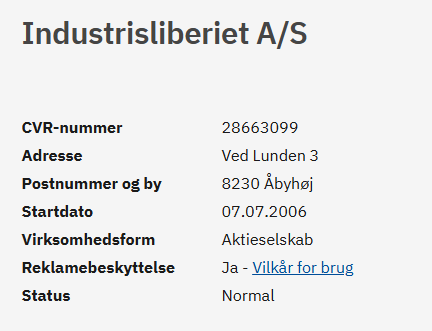 Industrisliberiet A/S
CVR-nummer 28663099
Adresse Ved Lunden 3
Postnummer og by 8230 Åbyhøj
Startdato 07.07.2006
Virksomhedsform Aktieselskab
Reklamebeskyttelse Ja - Vilkår for brug
Status Normal